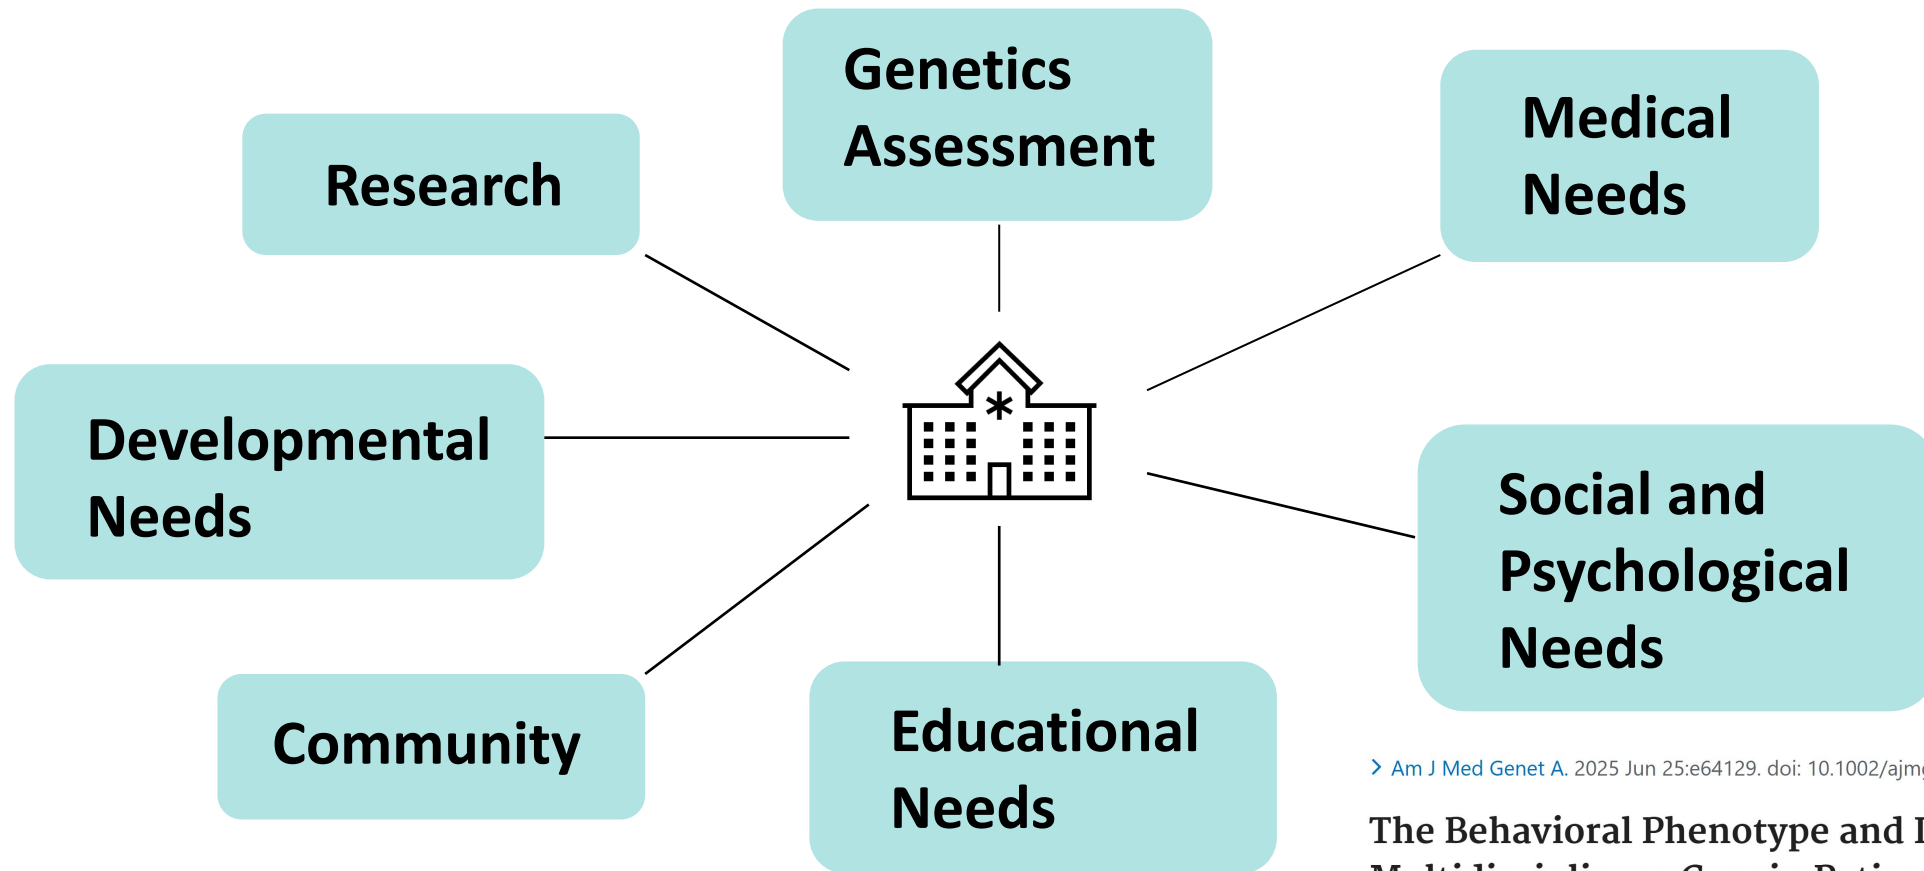 Genetics
Assessment
Medical
Needs
Research
Developmental
Needs
Social and
Psychological
Needs
Community
Educational
Needs
> Am J Med Genet A. 2025 Jun 25:e64129. doi: 10.1002/ajmg
The Behavioral Phenotype and